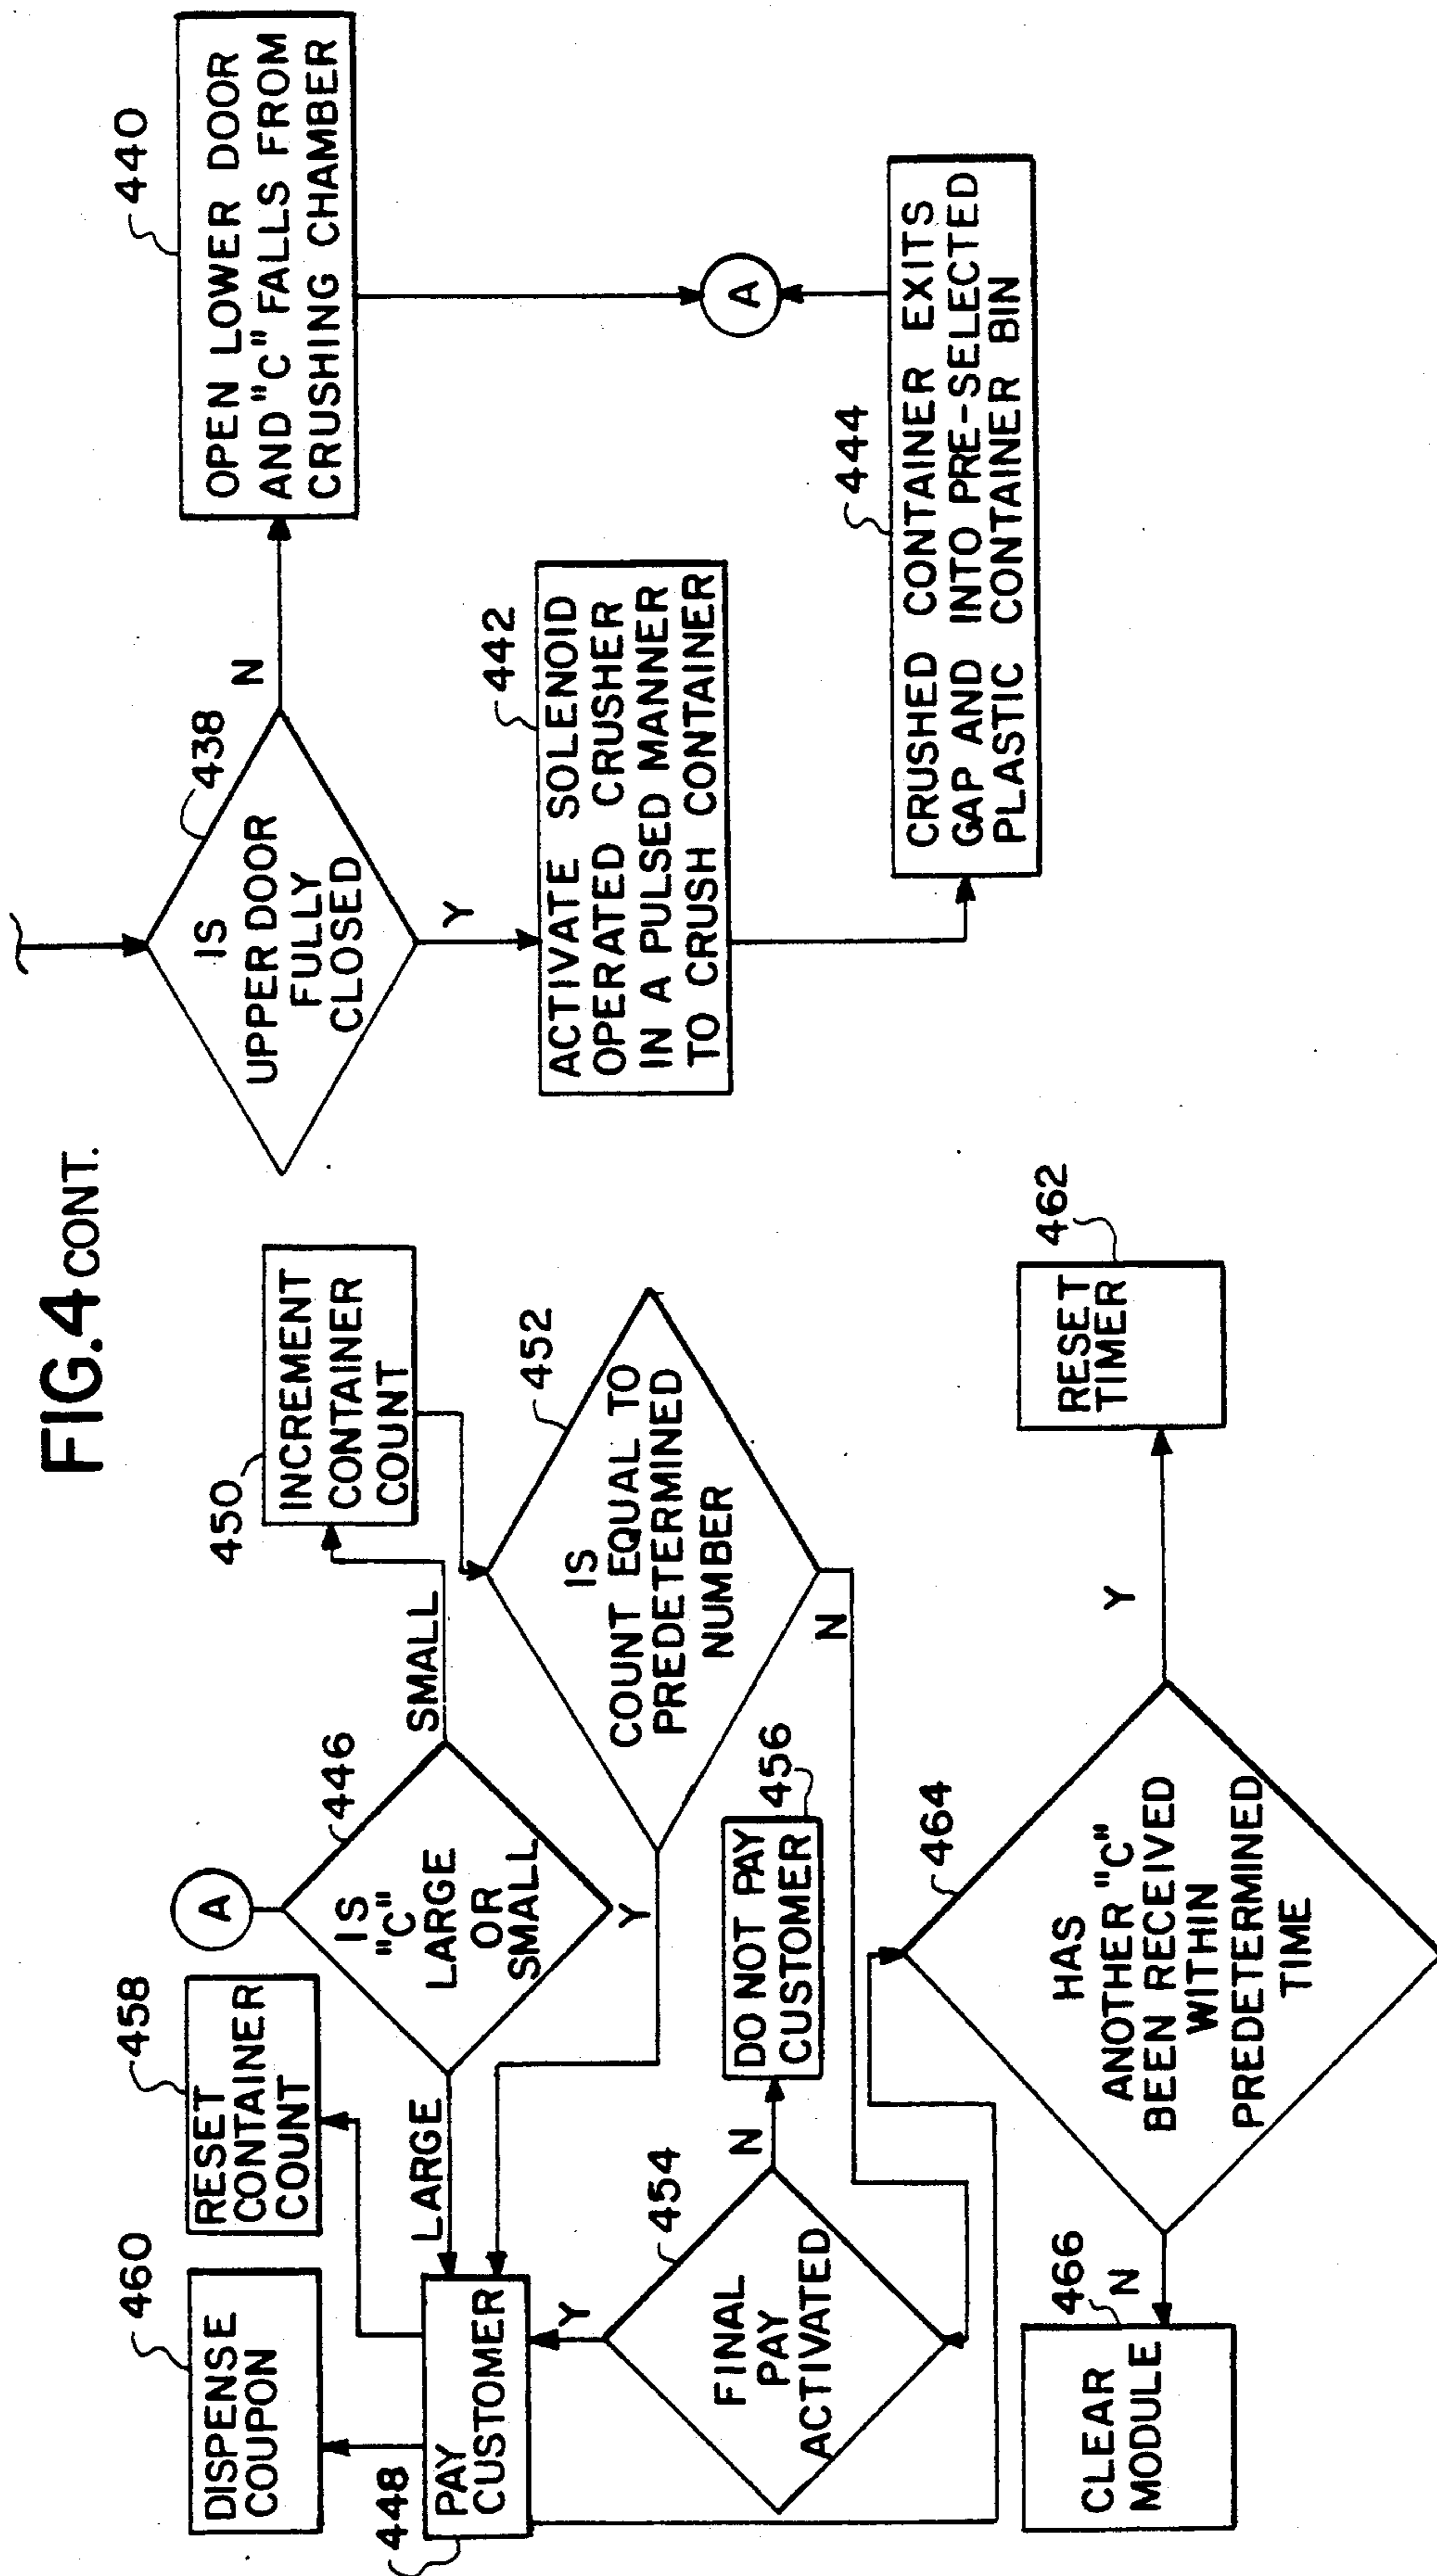 FIG.4 CONT.
IS
UPPER DOOR
FULLY
CLOSED
438
N
Y
OPEN LOWER DOOR
AND "C" FALLS FROM
CRUSHING CHAMBER
440
ACTIVATE SOLENOID
OPERATED CRUSHER
IN A PULSED MANNER
TO CRUSH CONTAINER
442
CRUSHED CONTAINER EXITS
GAP AND INTO PRE-SELECTED
PLASTIC CONTAINER BIN
444
A
A
IS
"C"
LARGE
OR
SMALL
446
LARGE
SMALL
PAY
CUSTOMER
448
INCREMENT
CONTAINER
COUNT
450
IS
COUNT EQUAL TO
PREDETERMINED
NUMBER
452
Y
N
FINAL
PAY
ACTIVATED
454
Y
N
DO NOT PAY
CUSTOMER
456
RESET
CONTAINER
COUNT
458
DISPENSE
COUPON
460
HAS
ANOTHER "C"
BEEN RECEIVED
WITHIN
PREDETERMINED
TIME
464
Y
N
RESET
TIMER
462
CLEAR
MODULE
466